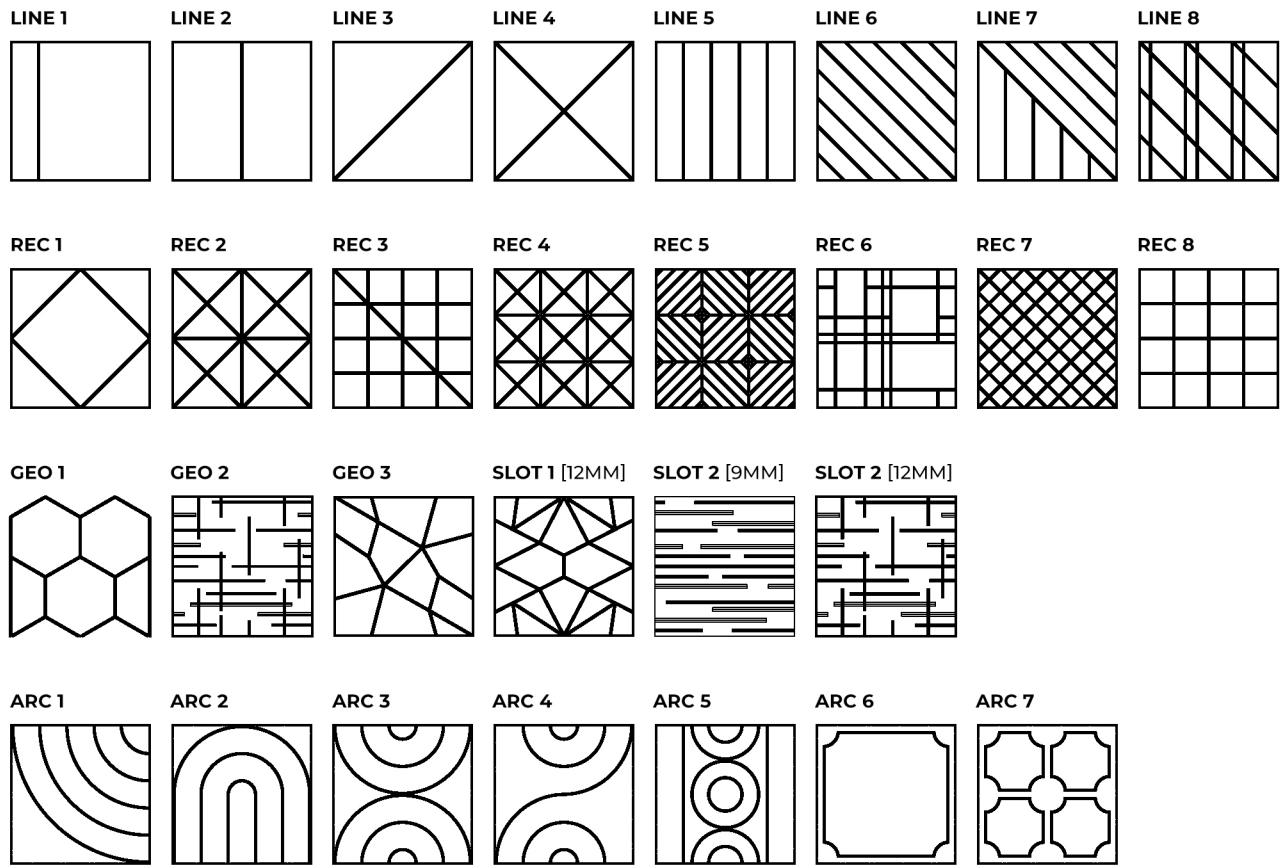 LINE 1 LINE 2 LINE 3 LINE 4 LINE 5 LINE 6 LINE 7 LINE 8
REC 1 REC 2 REC 3 REC 4 REC 5 REC 6 REC 7 REC 8
GEO 1 GEO 2 GEO 3 SLOT 1 [12MM] SLOT 2 [9MM] SLOT 2 [12MM]
ARC 1 ARC 2 ARC 3 ARC 4 ARC 5 ARC 6 ARC 7